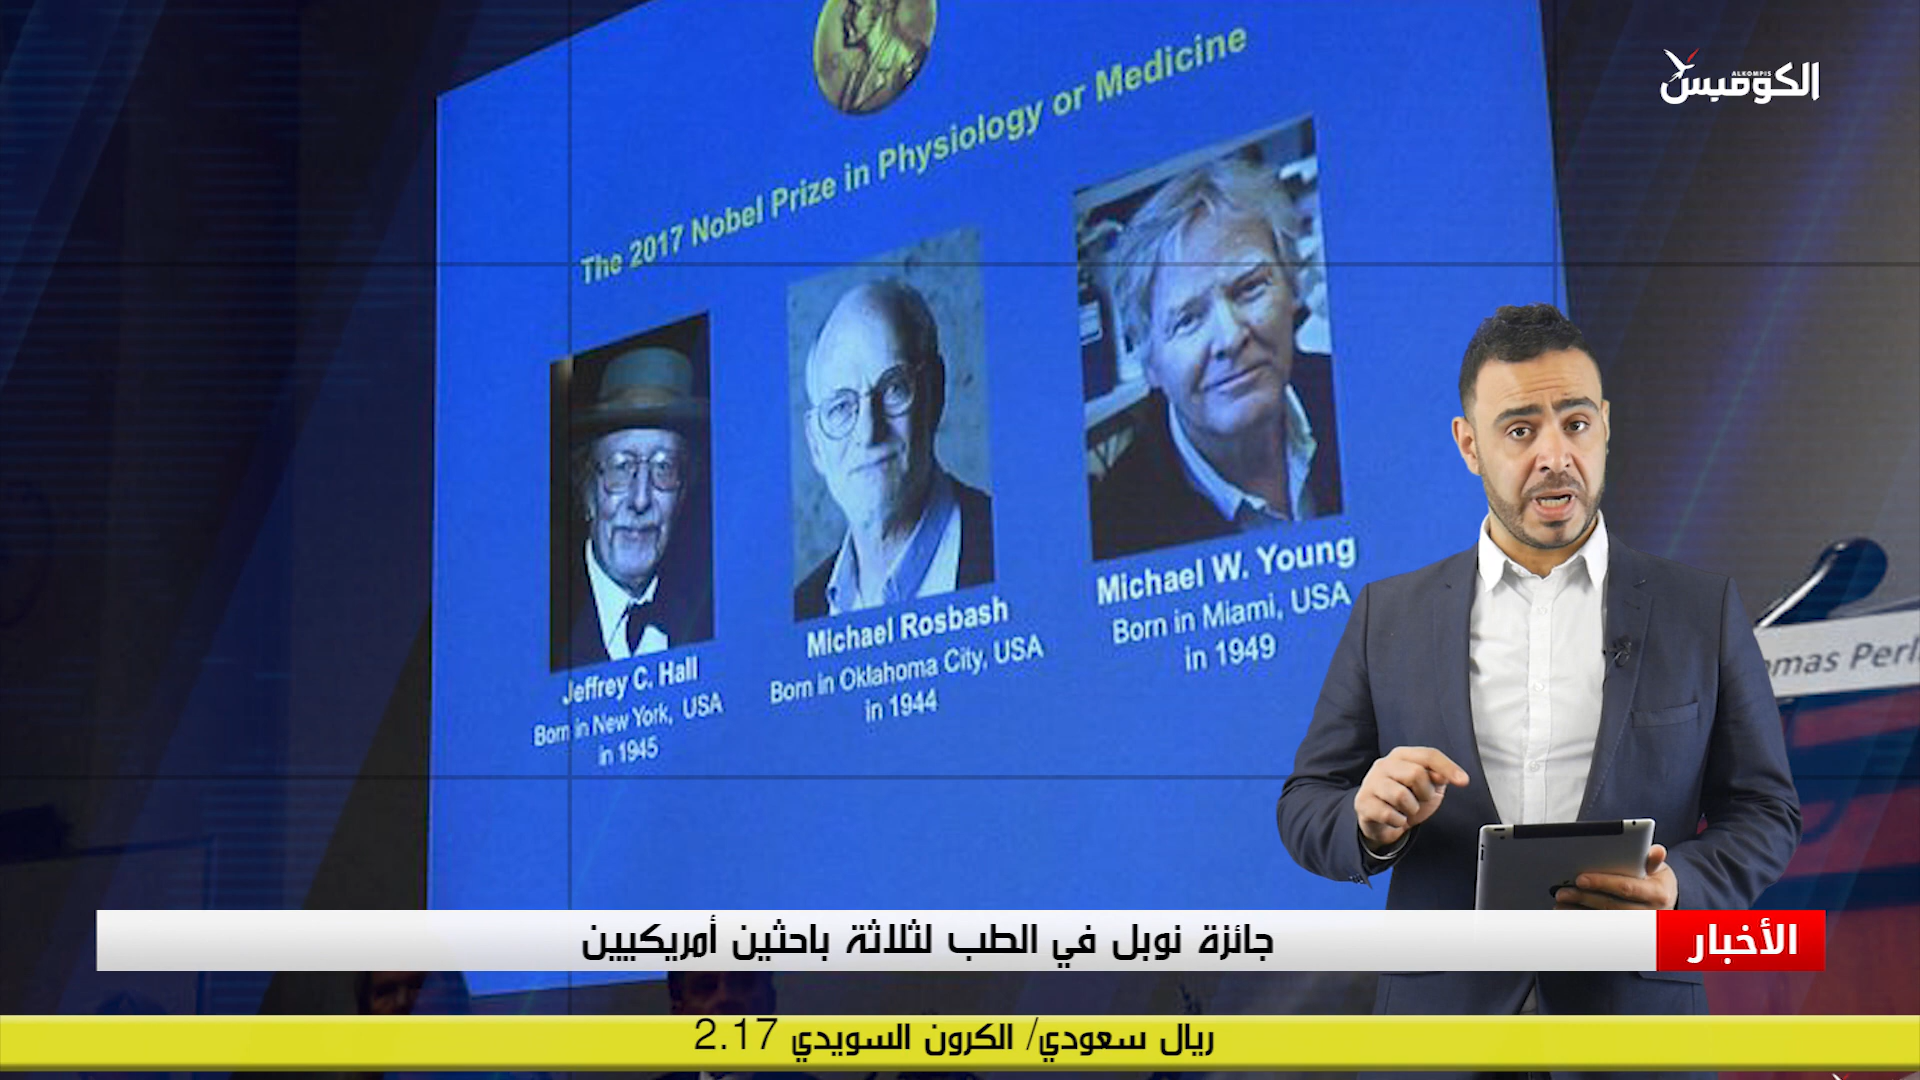 الكومبس
ALKOMPIS
The 2017 Nobel Prize in Physiology or Medicine
Jeffrey C. Hall
Born in New York, USA
in 1945
Michael Rosbash
Born in Oklahoma City, USA
in 1944
Michael W. Young
Born in Miami, USA
in 1949
جائزة نوبل في الطب لثلاثة باحثين أمريكيين
الأخبار
ريال سعودي/ الكرون السويدي 2.17